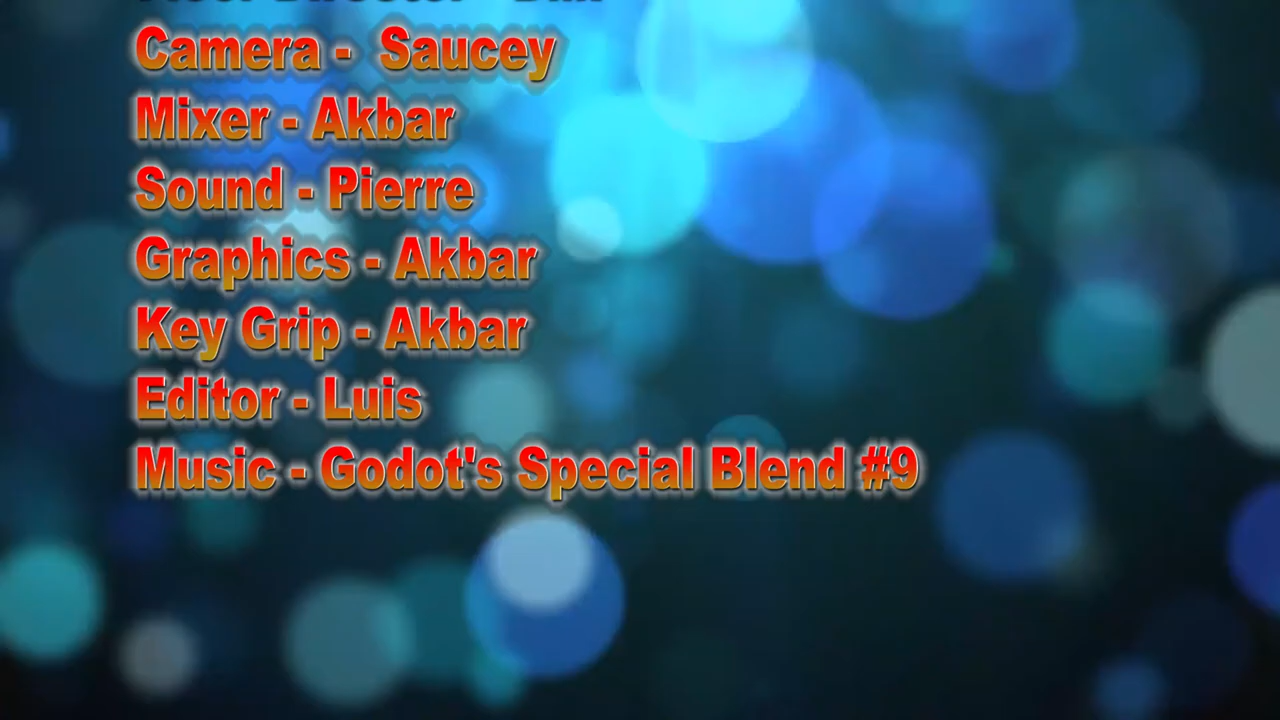 Camera -  Saucey
Mixer - Akbar
Sound - Pierre
Graphics - Akbar
Key Grip - Akbar
Editor - Luis
Music - Godot's Special Blend #9